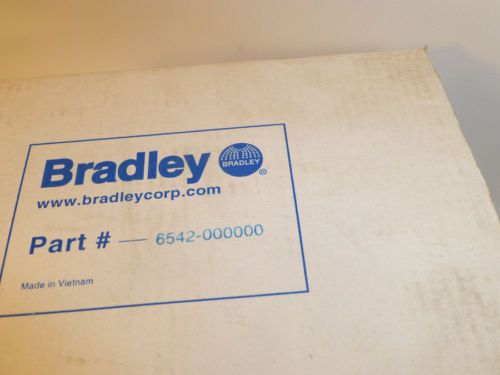 Bradley
BRADLEY
®
www.bradleycorp.com
Part # — 6542-000000
Made in Vietnam